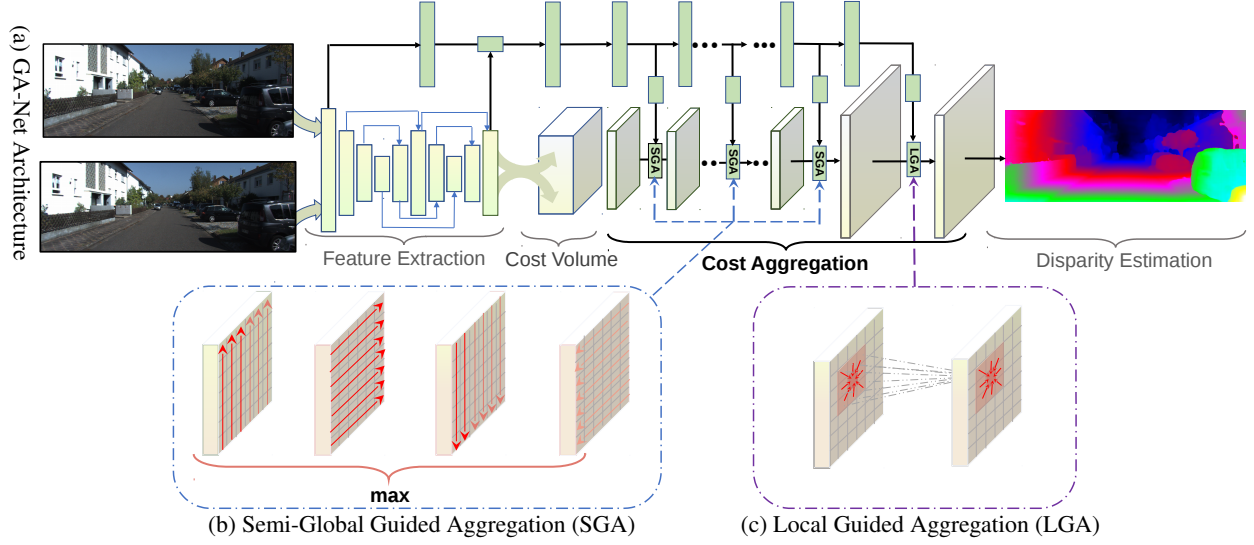 (a) GA-Net Architecture
SGA
SGA
SGA
LGA
Feature Extraction
Cost Volume
Cost Aggregation
Disparity Estimation
max
(b) Semi-Global Guided Aggregation (SGA)
(c) Local Guided Aggregation (LGA)